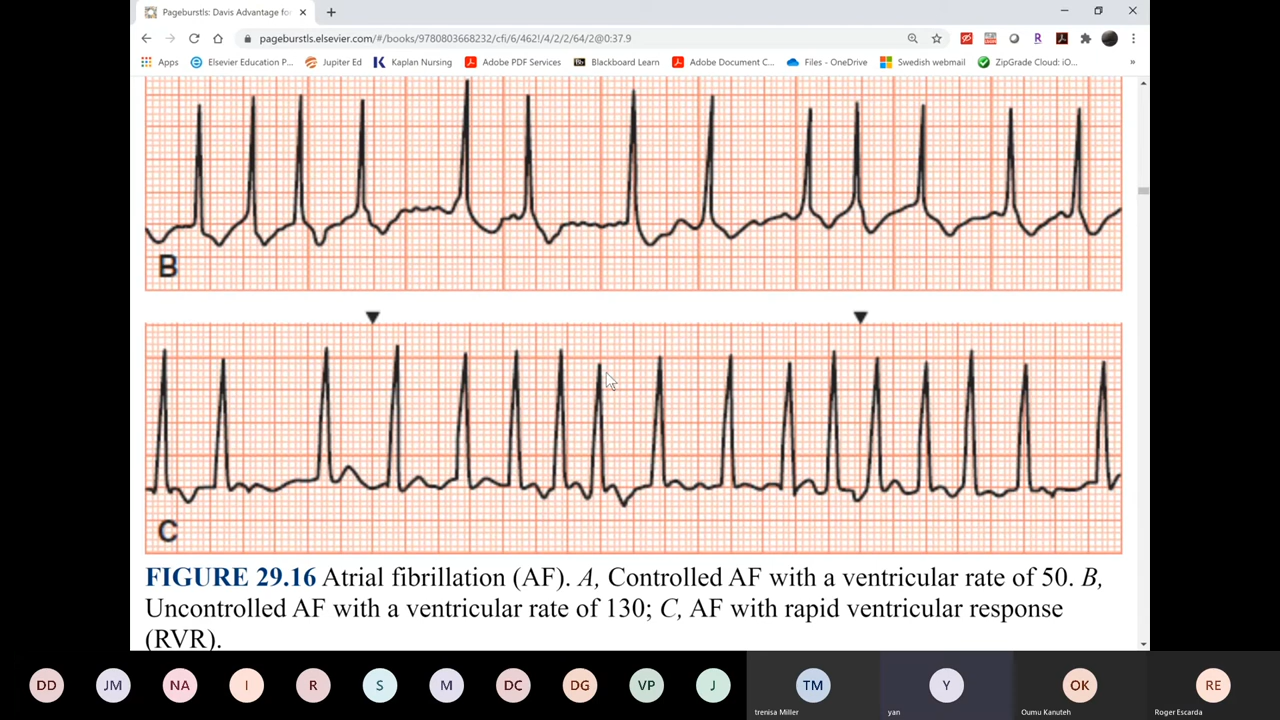 Pageburstls: Davis Advantage fo
pageburstls.elsevier.com/#/books/9780803668232/cfi/6/462!/4/2/2/64/2@0:37.9
Apps Elsevier Education P... Jupiter Ed Kaplan Nursing Adobe PDF Services Blackboard Learn Adobe Document C... Files - OneDrive Swedish webmail ZipGrade Cloud: iO... »
B
C
FIGURE 29.16 Atrial fibrillation (AF). A, Controlled AF with a ventricular rate of 50. B,
Uncontrolled AF with a ventricular rate of 130; C, AF with rapid ventricular response
(RVR).
DD JM NA I R S M DC DG VP J TM Y OK RE
trenisa Miller yan Oumu Kanuteh Roger Escarda